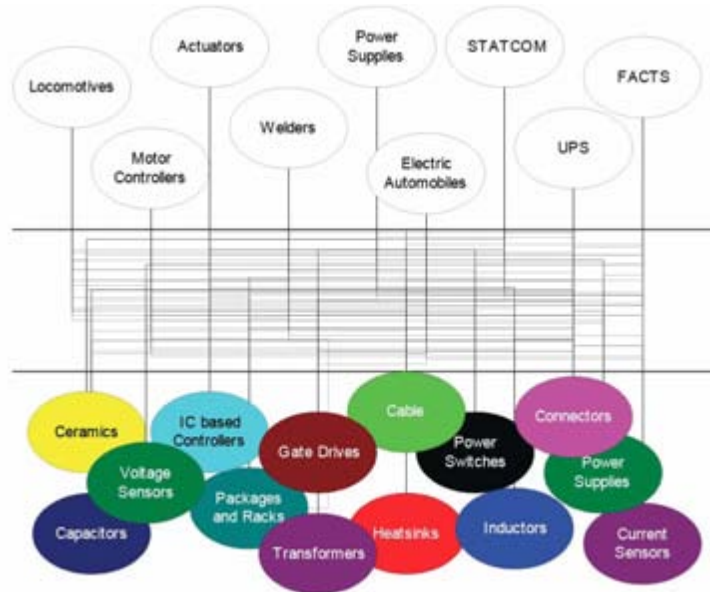 Actuators
Power
Supplies
STATCOM
Locomotives
FACTS
Welders
Motor
Controllers
Electric
Automobiles
UPS
Ceramics
IC based
Controllers
Gate Drives
Cable
Power
Switches
Connectors
Voltage
Sensors
Packages
and Racks
Power
Supplies
Capacitors
Transformers
Heatsinks
Inductors
Current
Sensors